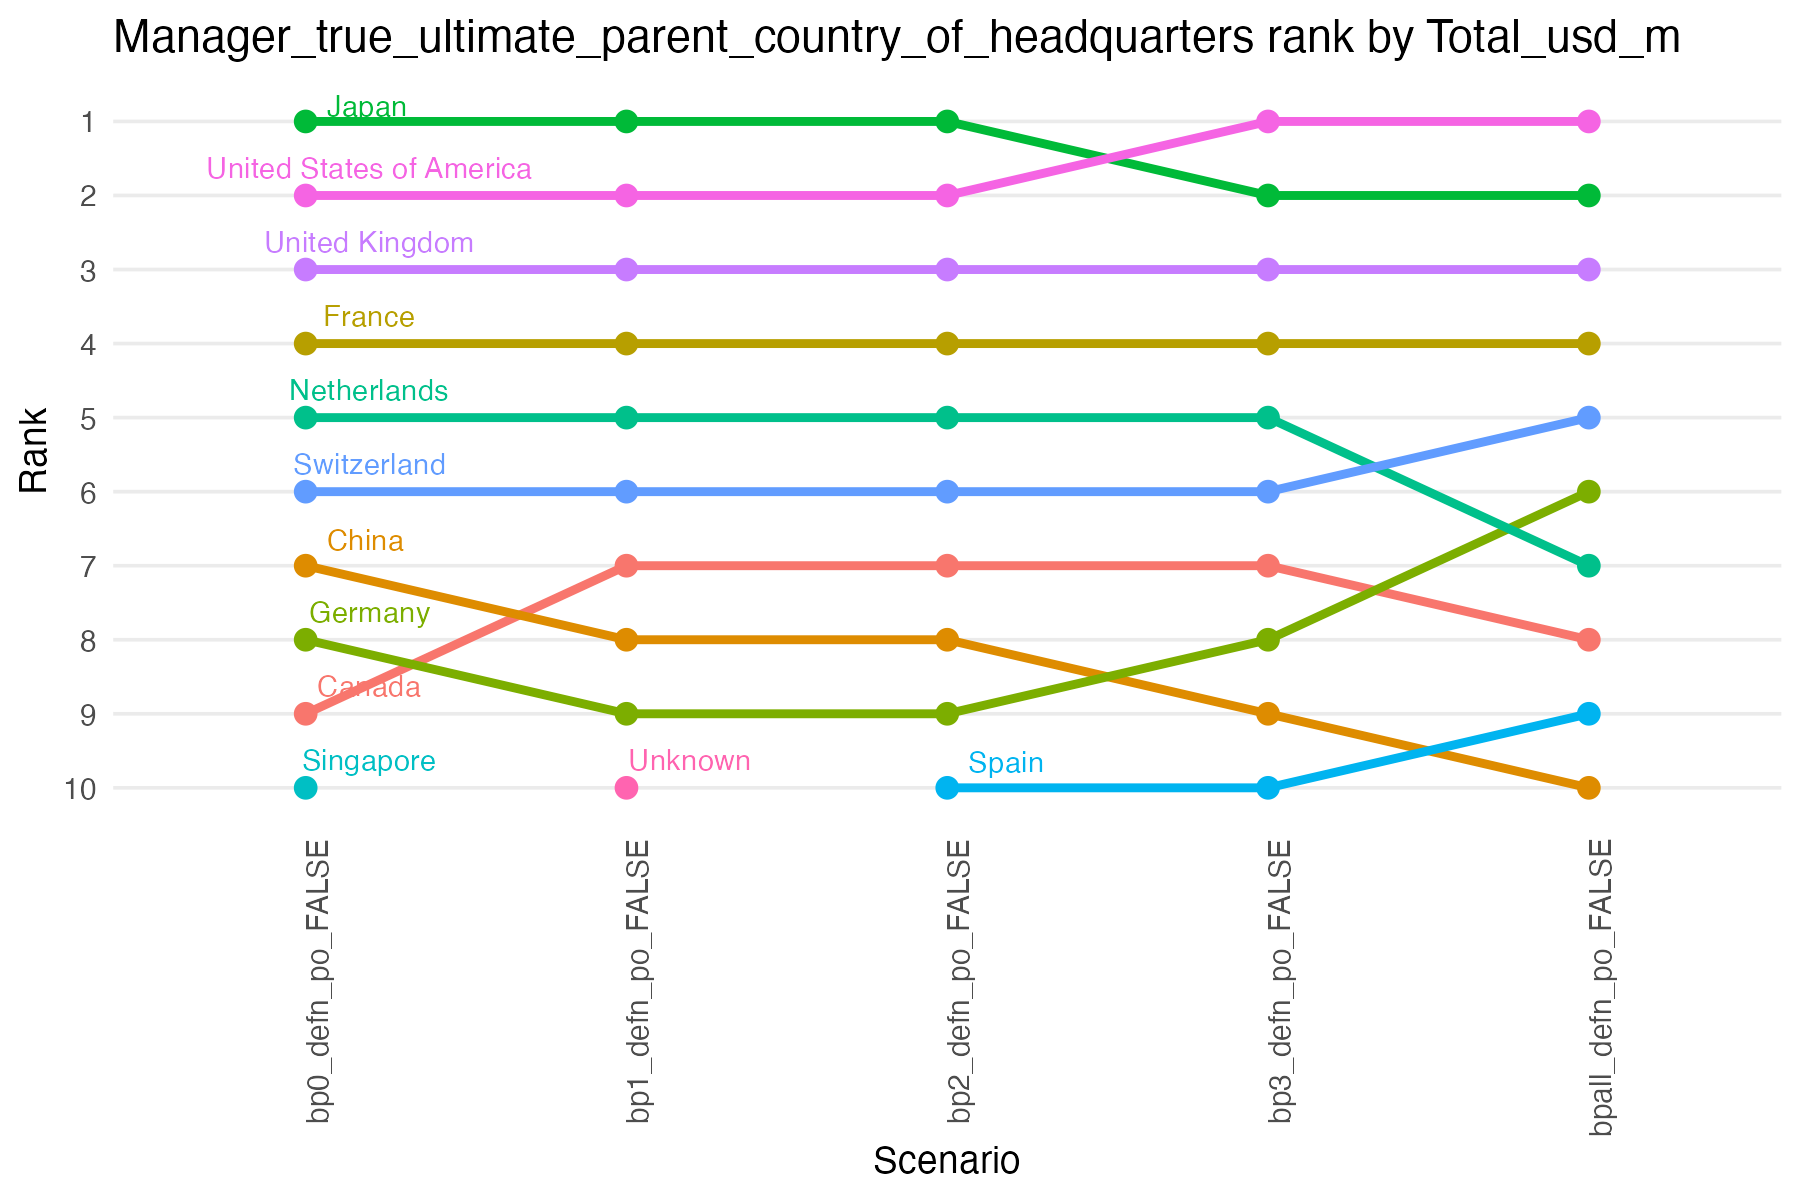 Manager_true_ultimate_parent_country_of_headquarters rank by Total_usd_m
Rank
1
2
3
4
5
6
7
8
9
10
Japan
United States of America
United Kingdom
France
Netherlands
Switzerland
China
Germany
Canada
Singapore
Unknown
Spain
bp0_defn_po_FALSE
bp1_defn_po_FALSE
bp2_defn_po_FALSE
bp3_defn_po_FALSE
bpall_defn_po_FALSE
Scenario